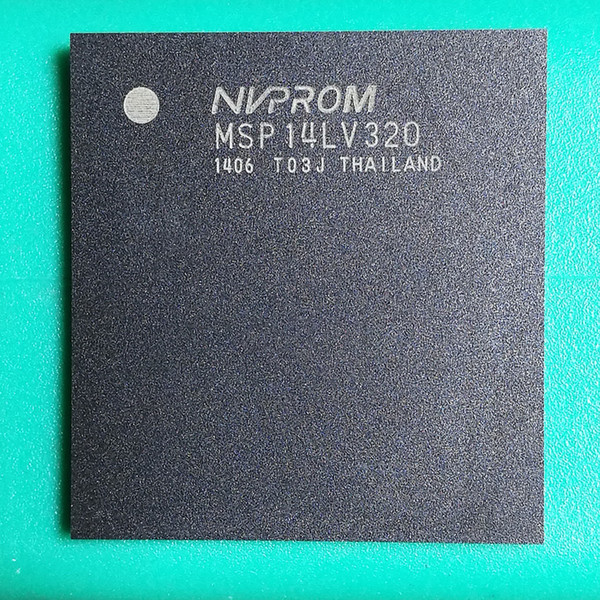 NVPROM
MSP14LV320
1406 T03J THAILAND